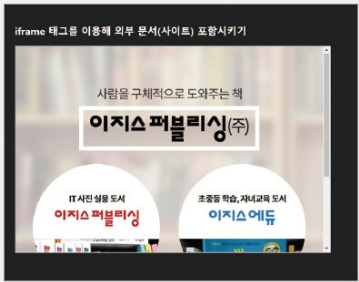 iframe 태그를 이용해 외부 문서(사이트) 포함시키기
사람을 구체적으로 도와주는 책
이지스 퍼블리싱(주)
IT 사진 실용 도서
이지스 퍼블리싱
초중등 학습, 자녀교육 도서
이지스에듀